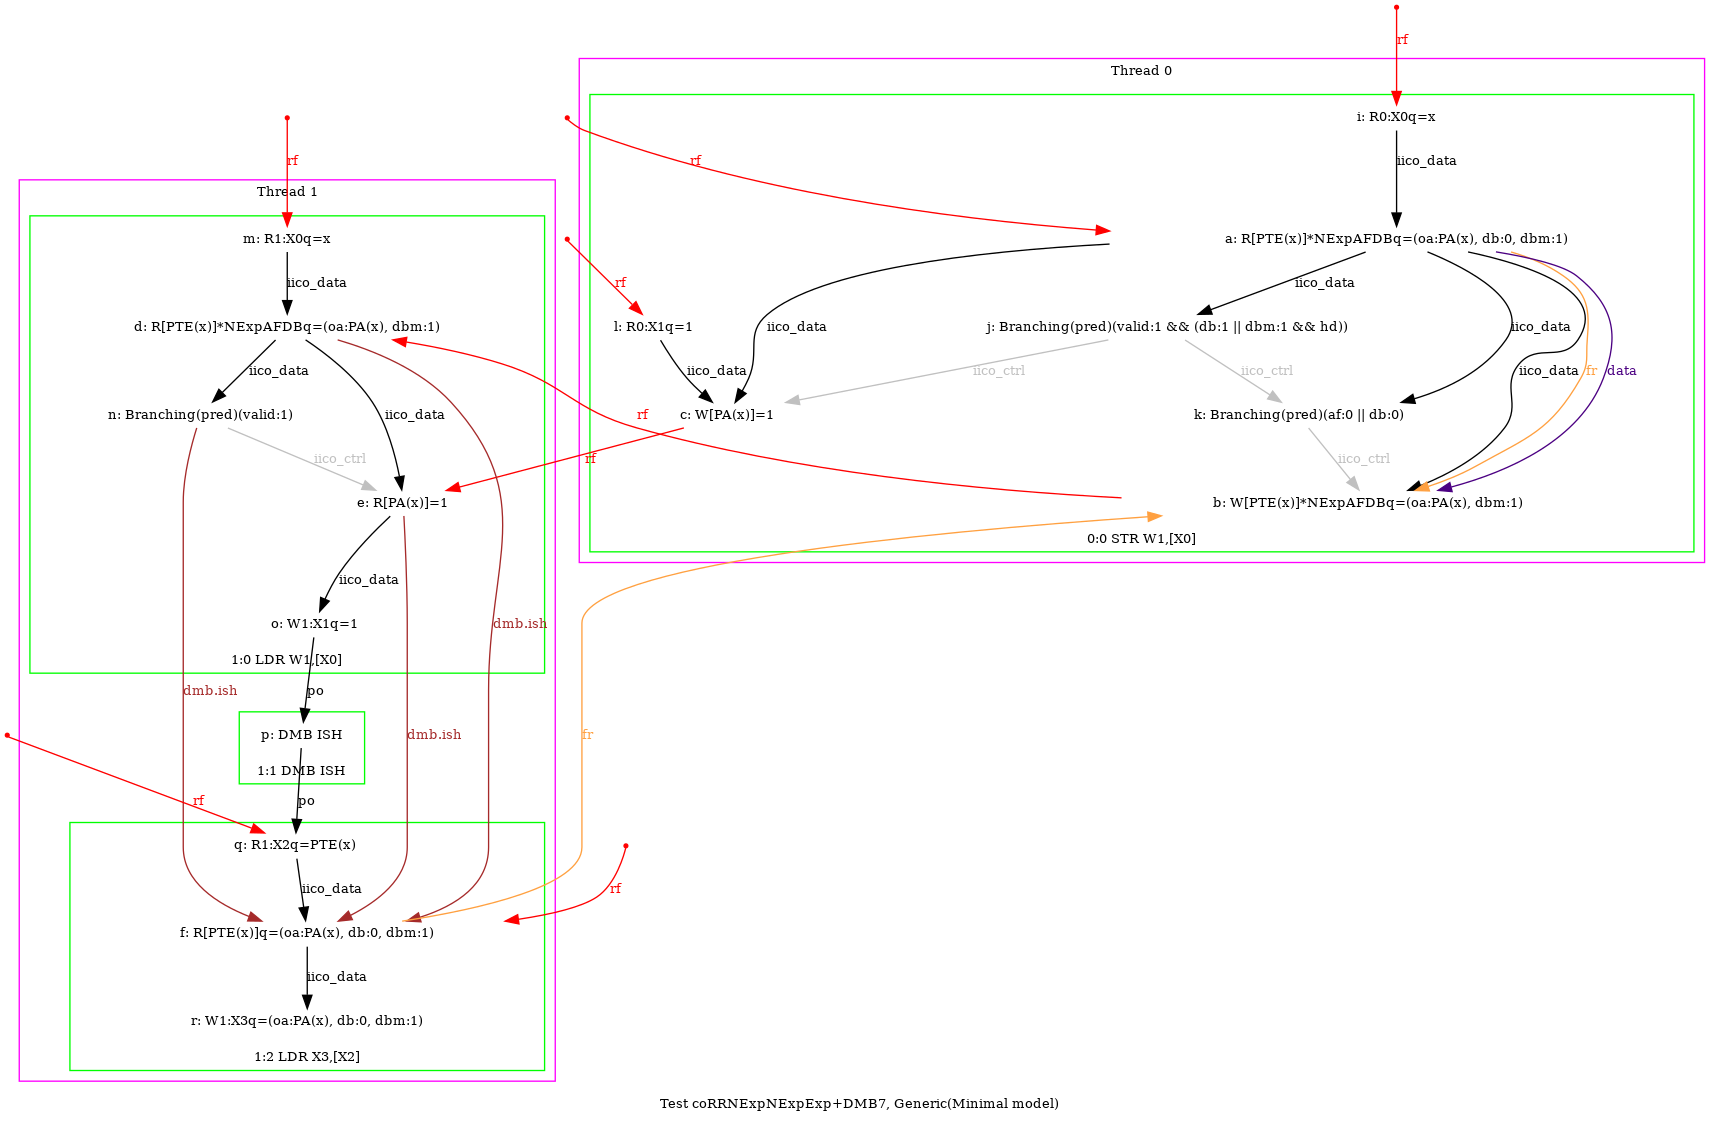 rf
Thread 0
i: R0:X0q=x
rf
rf
iico_data
Thread 1
m: R1:X0q=x
a: R[PTE(x)]*NExpAFDBq=(oa:PA(x), db:0, dbm:1)
iico_data
rf
iico_data
d: R[PTE(x)]*NExpAFDBq=(oa:PA(x), dbm:1)
l: R0:X1q=1
iico_data
j: Branching(pred)(valid:1 && (db:1 || dbm:1 && hd))
iico_data
iico_data
iico_data
iico_ctrl
iico_ctrl
iico_data
fr
data
n: Branching(pred)(valid:1)
iico_data
rf
c: W[PA(x)]=1
k: Branching(pred)(af:0 || db:0)
iico_ctrl
rf
iico_ctrl
e: R[PA(x)]=1
b: W[PTE(x)]*NExpAFDBq=(oa:PA(x), dbm:1)
0:0 STR W1,[X0]
iico_data
o: W1:X1q=1
dmb.ish
1:0 LDR W1,[X0]
dmb.ish
po
p: DMB ISH
dmb.ish
fr
1:1 DMB ISH
rf
po
q: R1:X2q=PTE(x)
iico_data
rf
f: R[PTE(x)]q=(oa:PA(x), db:0, dbm:1)
iico_data
r: W1:X3q=(oa:PA(x), db:0, dbm:1)
1:2 LDR X3,[X2]
Test coRRNExpNExpExp+DMB7, Generic(Minimal model)